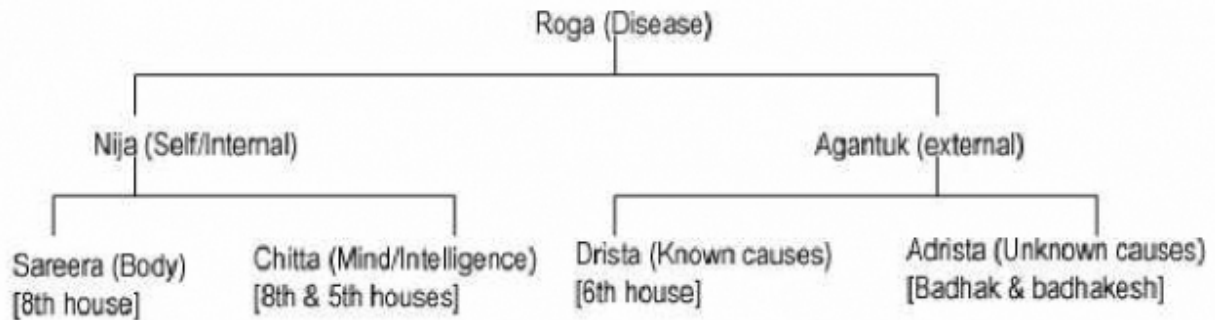 Roga (Disease)
Nija (Self/Internal)
Agantuk (external)
Sareera (Body)
[8th house]
Chitta (Mind/Intelligence)
[8th & 5th houses]
Drista (Known causes)
[6th house]
Adrista (Unknown causes)
[Badhak & badhakesh]